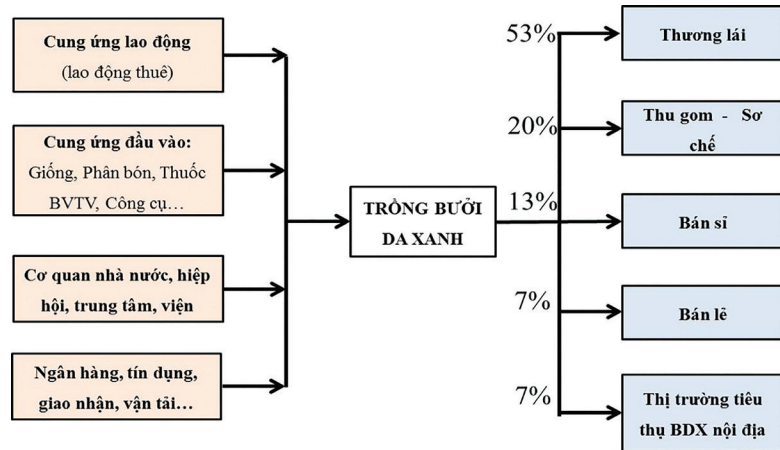 Cung ứng lao động
(lao động thuê)
Cung ứng đầu vào:
Giống, Phân bón, Thuốc
BVTV, Công cụ…
Cơ quan nhà nước, hiệp
hội, trung tâm, viện
Ngân hàng, tín dụng,
giao nhận, vận tải…
TRỒNG BƯỞI
DA XANH
53%
Thương lái
20%
Thu gom - Sơ
chế
13%
Bán sỉ
7%
Bán lẻ
7%
Thị trường tiêu
thụ BDX nội địa